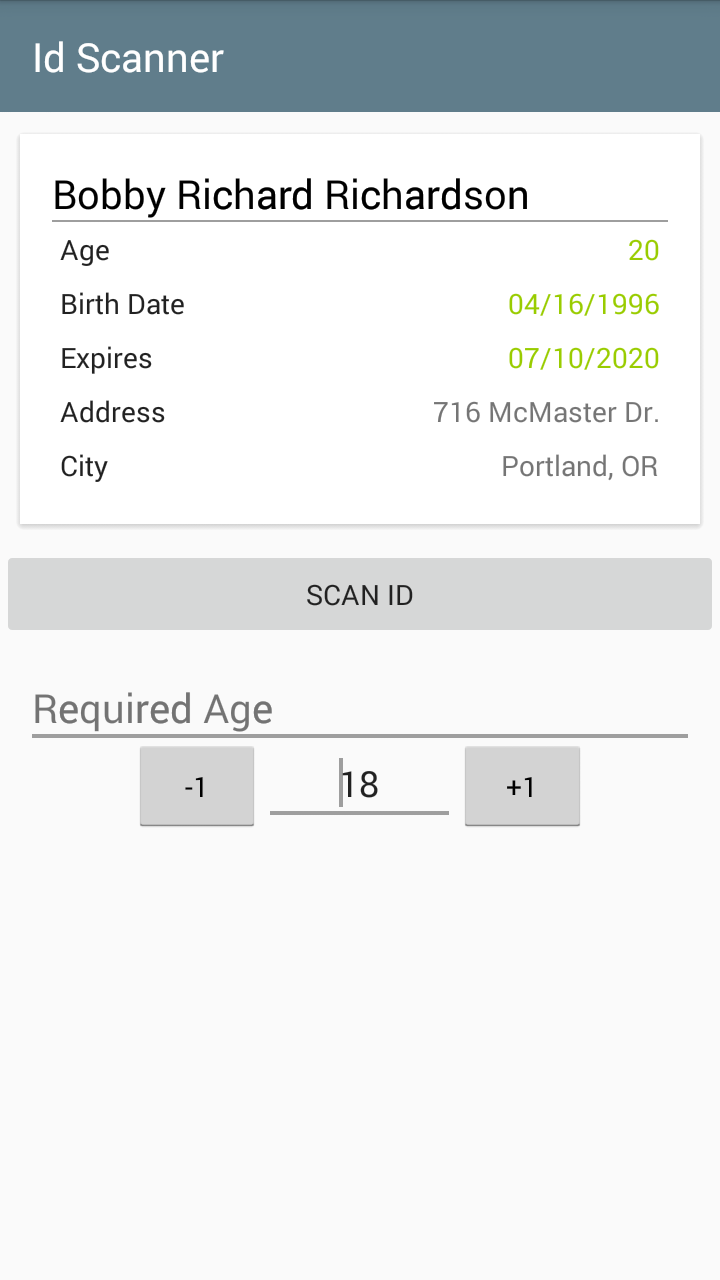 Id Scanner
Bobby Richard Richardson
Age 20
Birth Date 04/16/1996
Expires 07/10/2020
Address 716 McMaster Dr.
City Portland, OR
SCAN ID
Required Age
-1 18 +1